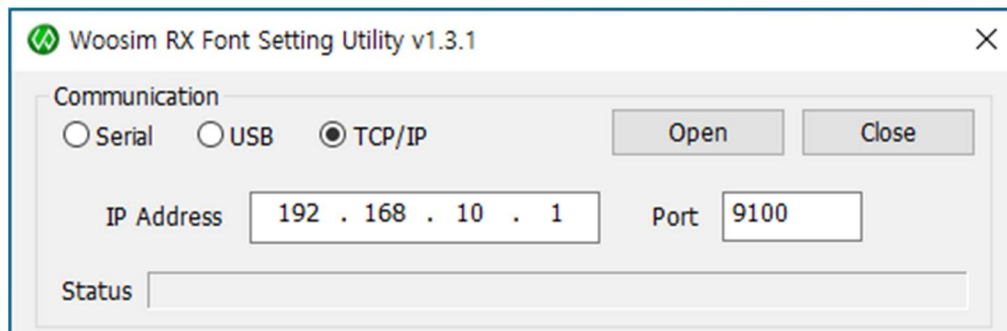 Woosim RX Font Setting Utility v1.3.1
Communication
Serial USB TCP/IP Open Close
IP Address 192 . 168 . 10 . 1 Port 9100
Status